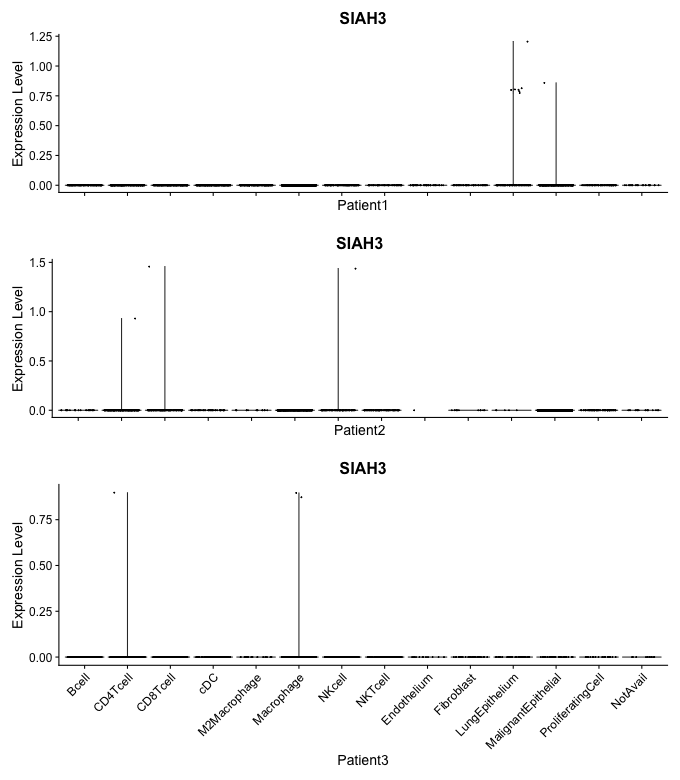 SIAH3
Expression Level
1.25
1.00
0.75
0.50
0.25
0.00
Patient1
SIAH3
Expression Level
1.5
1.0
0.5
0.0
Patient2
SIAH3
Expression Level
0.75
0.50
0.25
0.00
Bcell
CD4Tcell
CD8Tcell
cDC
M2Macrophage
Macrophage
NKcell
NKTcell
Endothelium
Fibroblast
LungEpithelium
MalignantEpithelial
ProliferatingCell
NotAvail
Patient3